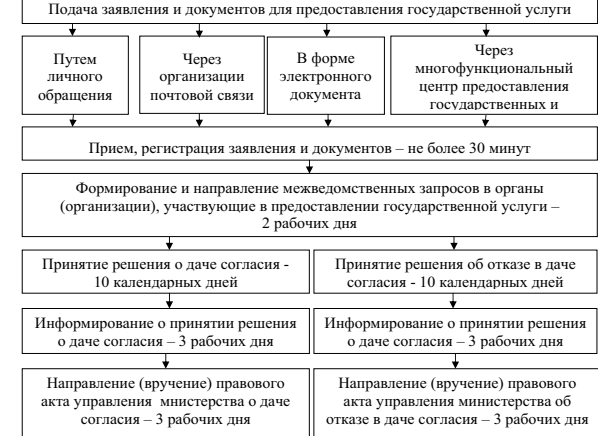 Подача заявления и документов для предоставления государственной услуги
Путем
личного
обращения
Через
организации
почтовой связи
В форме
электронного
документа
Через
многофункциональный
центр предоставления
государственных и
Прием, регистрация заявления и документов – не более 30 минут
Формирование и направление межведомственных запросов в органы
(организации), участвующие в предоставлении государственной услуги –
2 рабочих дня
Принятие решения о даче согласия -
10 календарных дней
Принятие решения об отказе в даче
согласия - 10 календарных дней
Информирование о принятии решения
о даче согласия – 3 рабочих дня
Информирование о принятии решения
о даче согласия – 3 рабочих дня
Направление (вручение) правового
акта управления мнистерства о даче
согласия – 3 рабочих дня
Направление (вручение) правового
акта управления министерства об
отказе в даче согласия – 3 рабочих дня